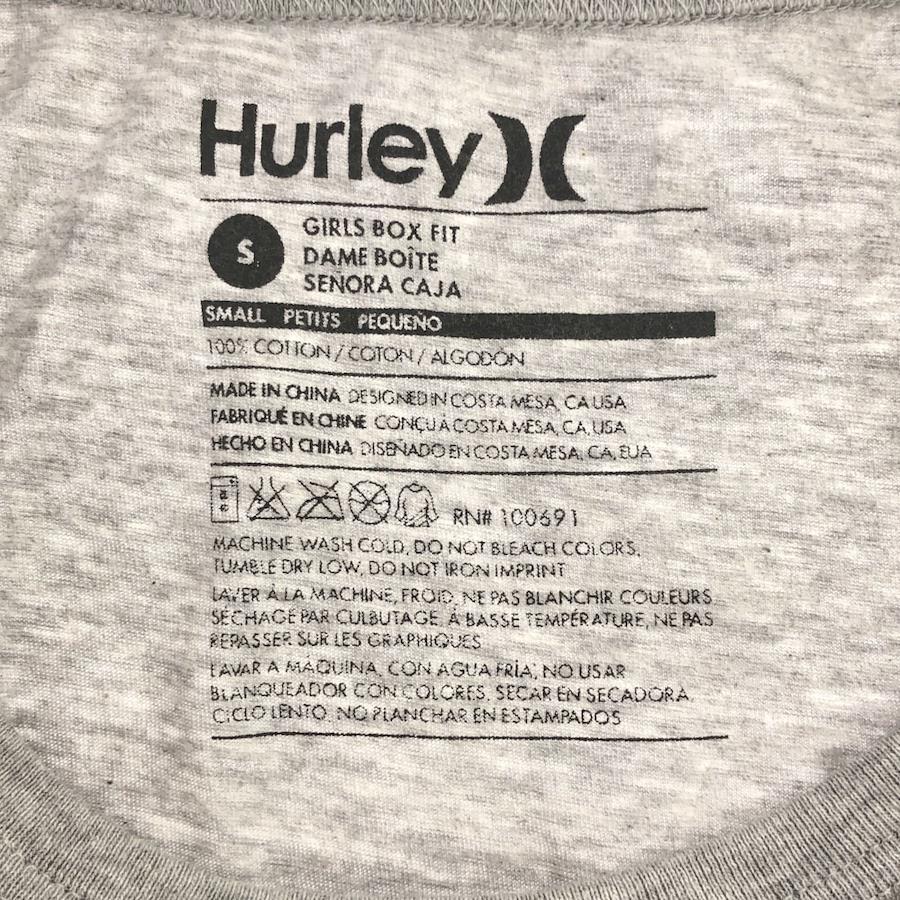 Hurley
S
GIRLS BOX FIT
DAME BOÎTE
SEÑORA CAJA
SMALL PETITS PEQUEÑO
100% COTTON / COTON / ALGODÓN
MADE IN CHINA DESIGNED IN COSTA MESA, CA USA
FABRIQUÉ EN CHINE CONÇU À COSTA MESA, CA, USA
HECHO EN CHINA DISEÑADO EN COSTA MESA, CA, EUA
RN# 100691
MACHINE WASH COLD, DO NOT BLEACH COLORS,
TUMBLE DRY LOW, DO NOT IRON IMPRINT
LAVER À LA MACHINE, FROID, NE PAS BLANCHIR COULEURS
SÉCHAGE PAR CULBUTAGE, À BASSE TEMPÉRATURE, NE PAS
REPASSER SUR LES GRAPHIQUES
LAVAR A MÁQUINA, CON AGUA FRÍA, NO USAR
BLANQUEADOR CON COLORES, SECAR EN SECADORA
CICLO LENTO, NO PLANCHAR EN ESTAMPADOS